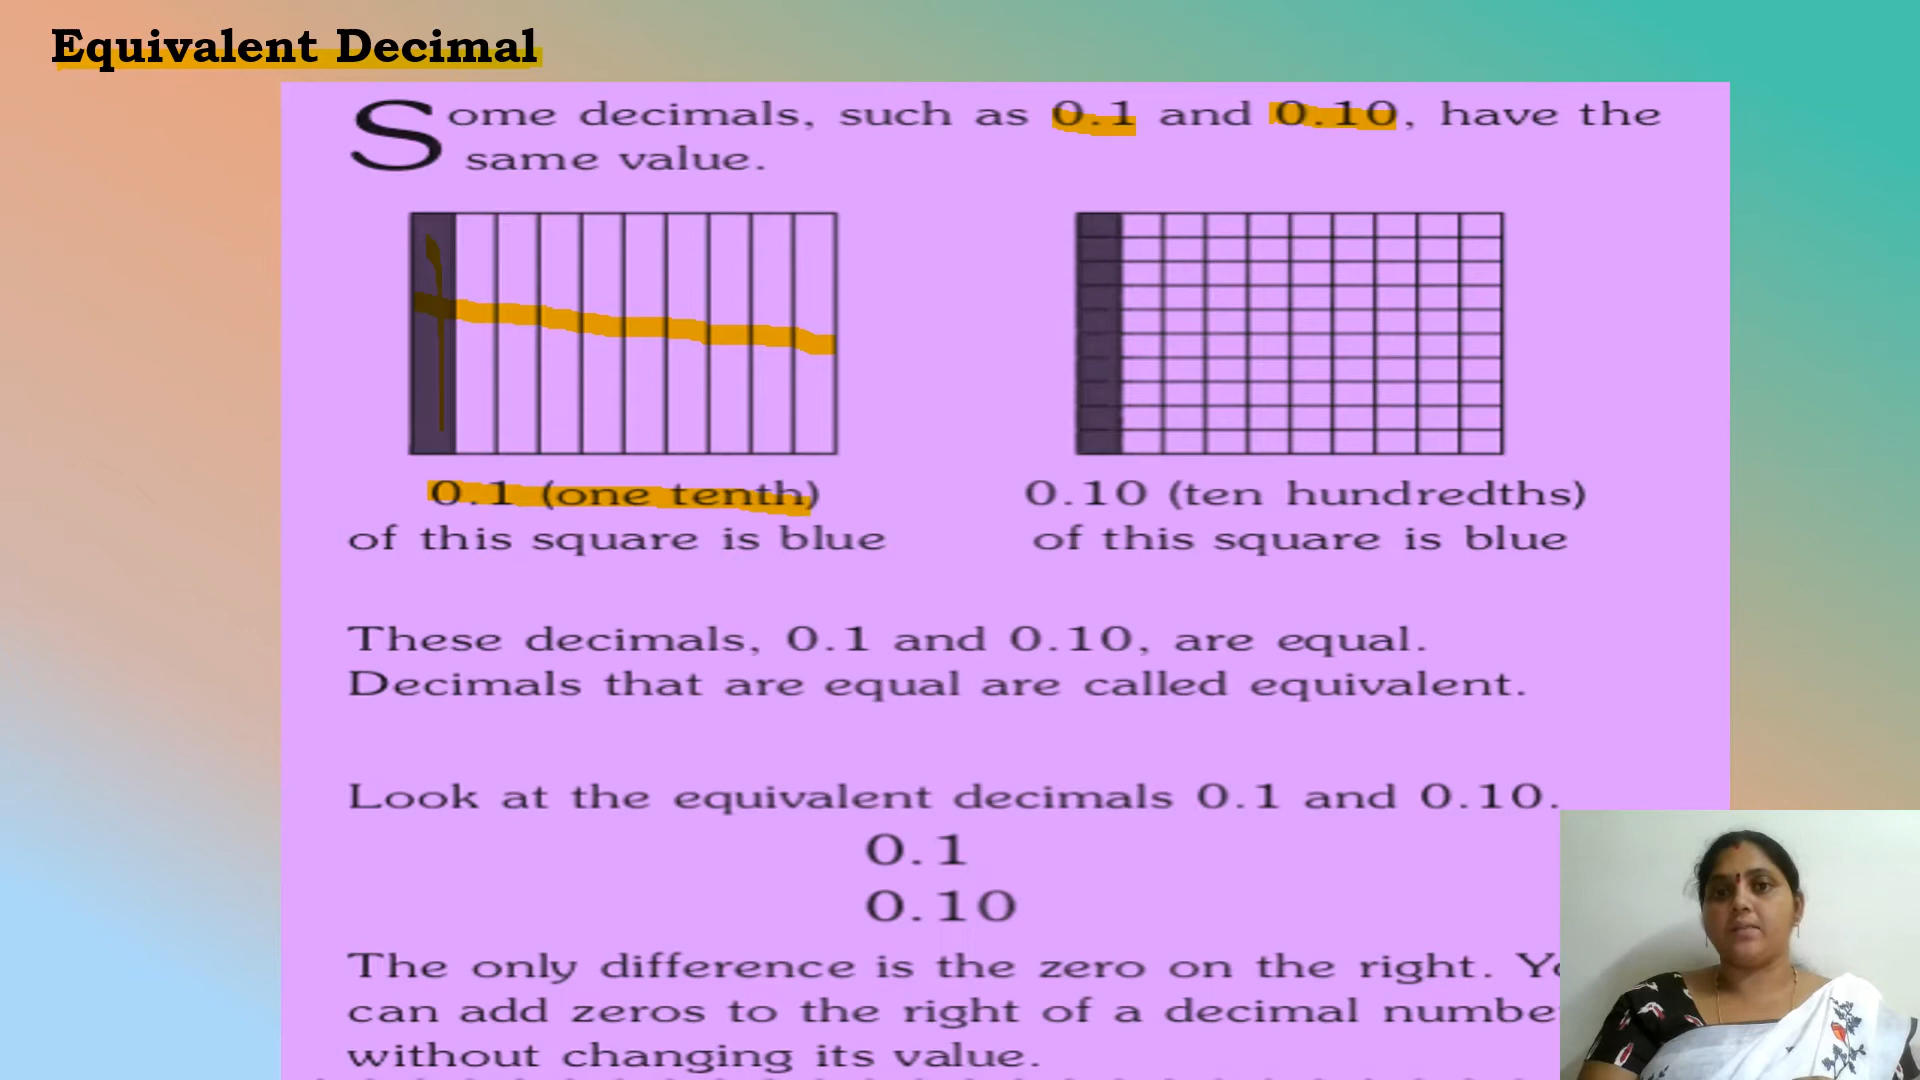 Equivalent Decimal
Some decimals, such as 0.1 and 0.10, have the
same value.
0.1 (one tenth)
of this square is blue
0.10 (ten hundredths)
of this square is blue
These decimals, 0.1 and 0.10, are equal.
Decimals that are equal are called equivalent.
Look at the equivalent decimals 0.1 and 0.10.
0.1
0.10
The only difference is the zero on the right.
can add zeros to the right of a decimal
without changing its value.